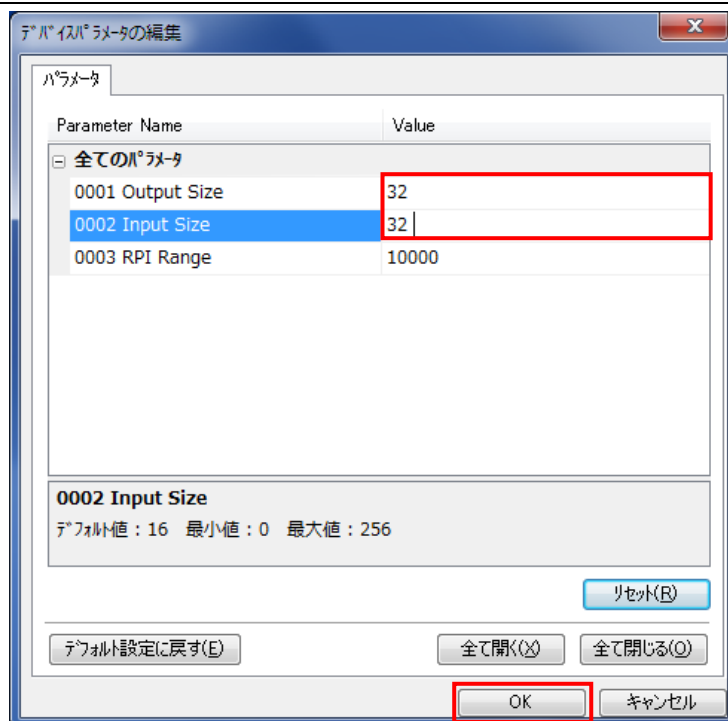 ﾃﾞﾊﾞｲｽﾊﾟﾗﾒｰﾀの編集
ﾊﾟﾗﾒｰﾀ
Parameter Name Value
全てのﾊﾟﾗﾒｰﾀ
0001 Output Size 32
0002 Input Size 32
0003 RPI Range 10000
0002 Input Size
ﾃﾞﾌｫﾙﾄ値 : 16 最小値 : 0 最大値 : 256
ﾘｾｯﾄ(R)
ﾃﾞﾌｫﾙﾄ設定に戻す(E) 全て開く(X) 全て閉じる(O)
OK キャンセル